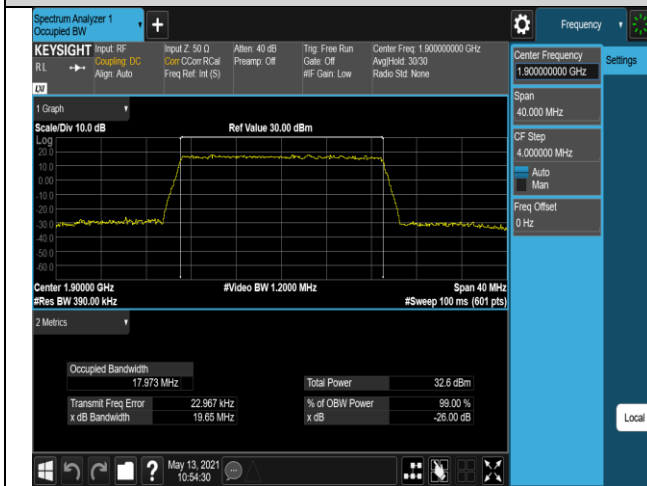 Spectrum Analyzer 1
Occupied BW
Frequency
KEYSIGHT
RL
LXI
Input: RF
Coupling: DC
Align: Auto
Input Z: 50 Ω
Corr CCorr RCal
Freq Ref: Int (S)
Atten: 40 dB
Preamp: Off
Trig: Free Run
Gate: Off
#IF Gain: Low
Center Freq: 1.900000000 GHz
Avg|Hold: 30/30
Radio Std: None
Center Frequency
1.900000000 GHz
Settings
Span
40.000 MHz
CF Step
4.000000 MHz
Auto
Man
Freq Offset
0 Hz
1 Graph
Scale/Div 10.0 dB
Ref Value 30.00 dBm
Log
20.0
10.0
0.00
-10.0
-20.0
-30.0
-40.0
-50.0
-60.0
Center 1.90000 GHz
#Video BW 1.2000 MHz
Span 40 MHz
#Res BW 390.00 kHz
#Sweep 100 ms (601 pts)
2 Metrics
Occupied Bandwidth
17.973 MHz
Total Power 32.6 dBm
Transmit Freq Error 22.967 kHz
% of OBW Power 99.00 %
x dB Bandwidth 19.65 MHz
x dB -26.00 dB
Local
?
May 13, 2021
10:54:30